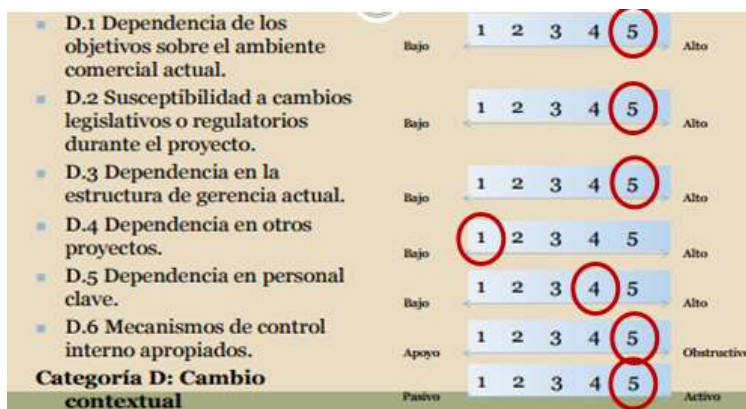 D.1 Dependencia de los
objetivos sobre el ambiente
comercial actual.
Bajo 1 2 3 4 5 Alto
D.2 Susceptibilidad a cambios
legislativos o regulatorios
durante el proyecto.
Bajo 1 2 3 4 5 Alto
D.3 Dependencia en la
estructura de gerencia actual.
Bajo 1 2 3 4 5 Alto
D.4 Dependencia en otros
proyectos.
Bajo 1 2 3 4 5 Alto
D.5 Dependencia en personal
clave.
Bajo 1 2 3 4 5 Alto
D.6 Mecanismos de control
interno apropiados.
Apoyo 1 2 3 4 5 Obstructivo
Categoría D: Cambio
contextual
Pasivo 1 2 3 4 5 Activo